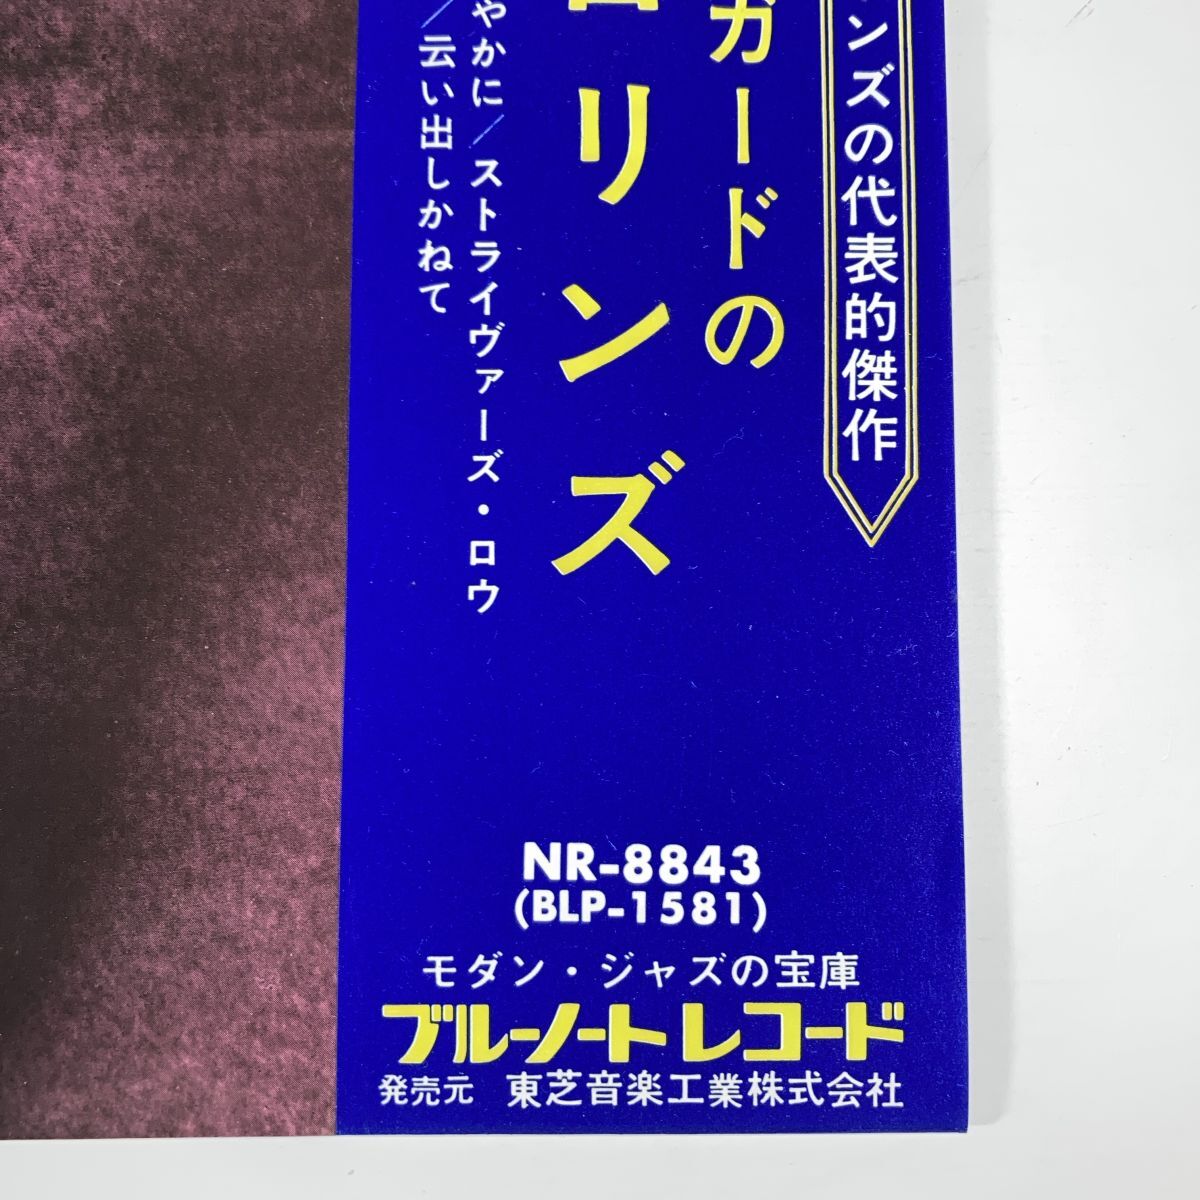 ンズの代表的傑作
ガードの
ロリンズ
やかに／ストライヴァーズ・ロウ
／云い出しかねて
NR-8843
(BLP-1581)
モダン・ジャズの宝庫
ブルーノートレコード
発売元 東芝音楽工業株式会社